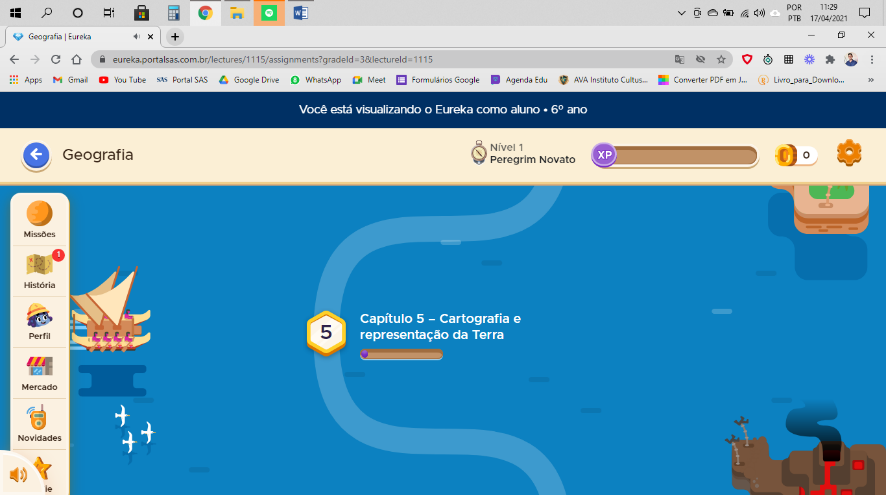 POR
PTB
11:29
17/04/2021
Geografia | Eureka
eureka.portalsas.com.br/lectures/1115/assignments?gradeId=3&lectureId=1115
Apps
Gmail
You Tube
SAS Portal SAS
Google Drive
WhatsApp
Meet
Formulários Google
Agenda Edu
AVA Instituto Cultus...
Converter PDF em J...
Livro_para_Downlo...
Você está visualizando o Eureka como aluno • 6º ano
Geografia
Nível 1
Peregrim Novato
XP
0
Missões
1
História
Perfil
Mercado
Novidades
5
Capítulo 5 – Cartografia e
representação da Terra